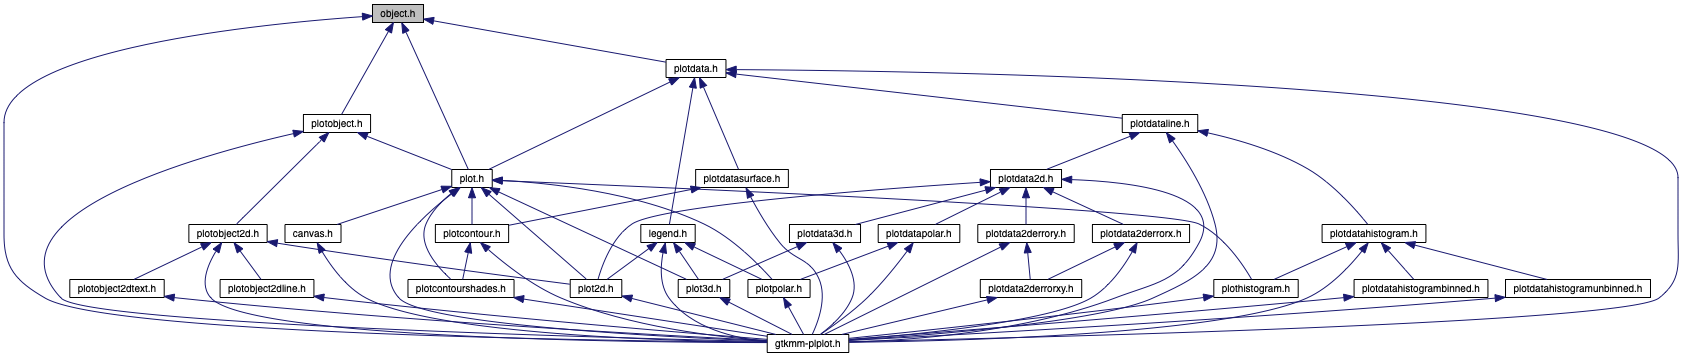 object.h
plotdata.h
plotobject.h
plotdataline.h
plot.h
plotdatasurface.h
plotdata2d.h
plotobject2d.h
canvas.h
plotcontour.h
legend.h
plotdata3d.h
plotdatapolar.h
plotdata2derrory.h
plotdata2derrorx.h
plotdatahistogram.h
plotobject2dtext.h
plotobject2dline.h
plotcontourshades.h
plot2d.h
plot3d.h
plotpolar.h
plotdata2derrorxy.h
plothistogram.h
plotdatahistogrambinned.h
plotdatahistogramunbinned.h
gtkmm-plplot.h